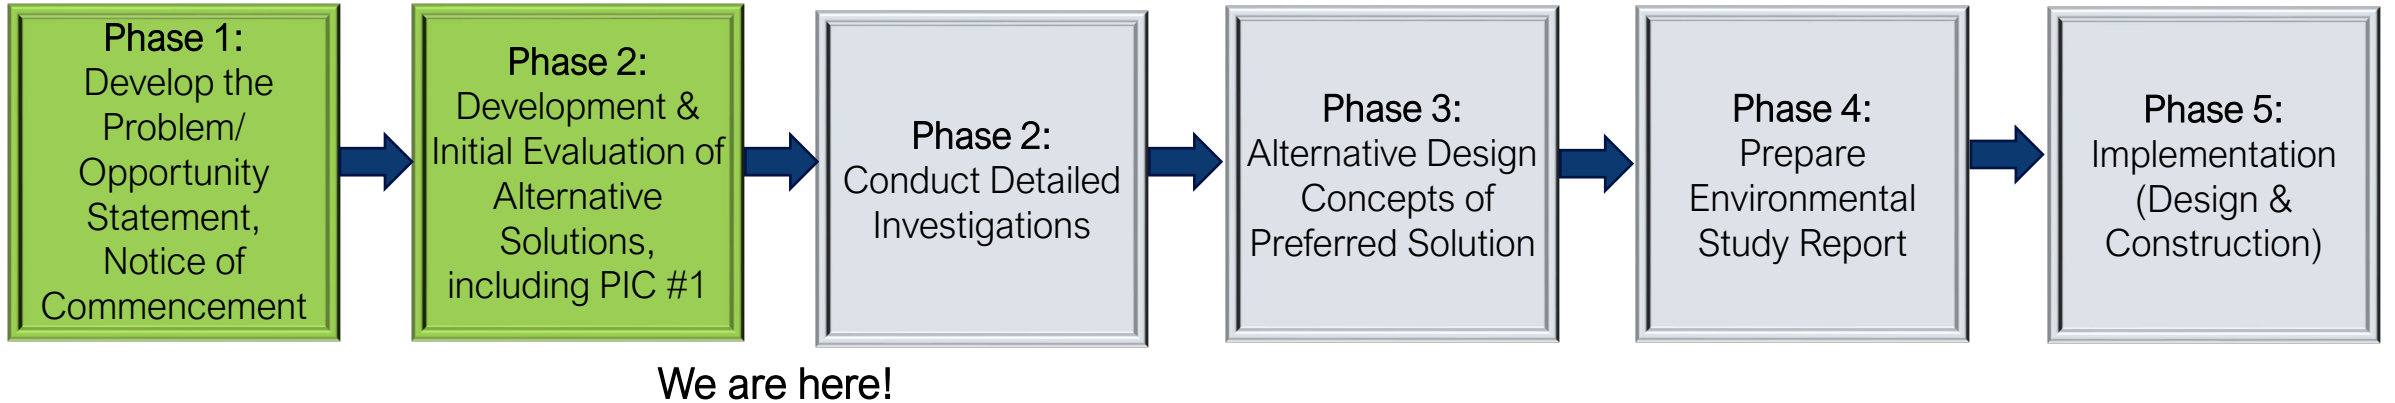 Phase 1:
Develop the
Problem/
Opportunity
Statement,
Notice of
Commencement
Phase 2:
Development &
Initial Evaluation of
Alternative
Solutions,
including PIC #1
Phase 2:
Conduct Detailed
Investigations
Phase 3:
Alternative Design
Concepts of
Preferred Solution
Phase 4:
Prepare
Environmental
Study Report
Phase 5:
Implementation
(Design &
Construction)
We are here!